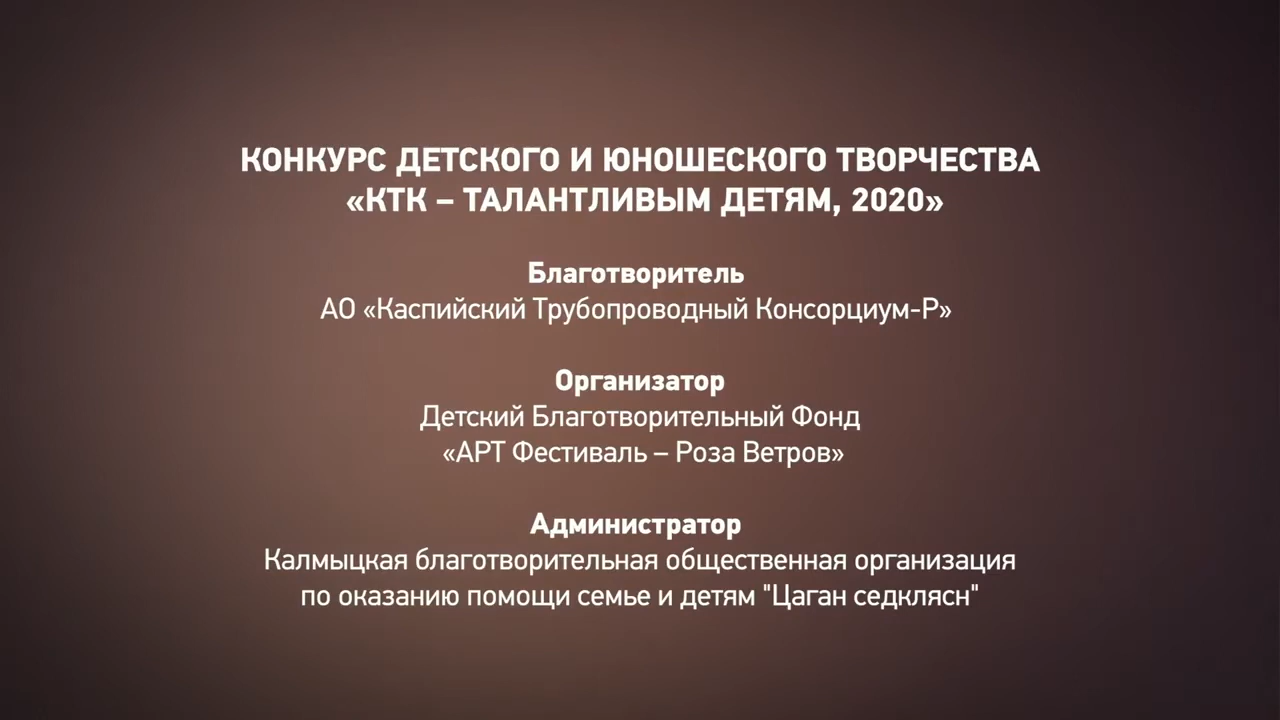 КОНКУРС ДЕТСКОГО И ЮНОШЕСКОГО ТВОРЧЕСТВА
«КТК – ТАЛАНТЛИВЫМ ДЕТЯМ, 2020»
Благотворитель
АО «Каспийский Трубопроводный Консорциум-Р»
Организатор
Детский Благотворительный Фонд
«АРТ Фестиваль – Роза Ветров»
Администратор
Калмыцкая благотворительная общественная организация
по оказанию помощи семье и детям "Цаган седклясн"